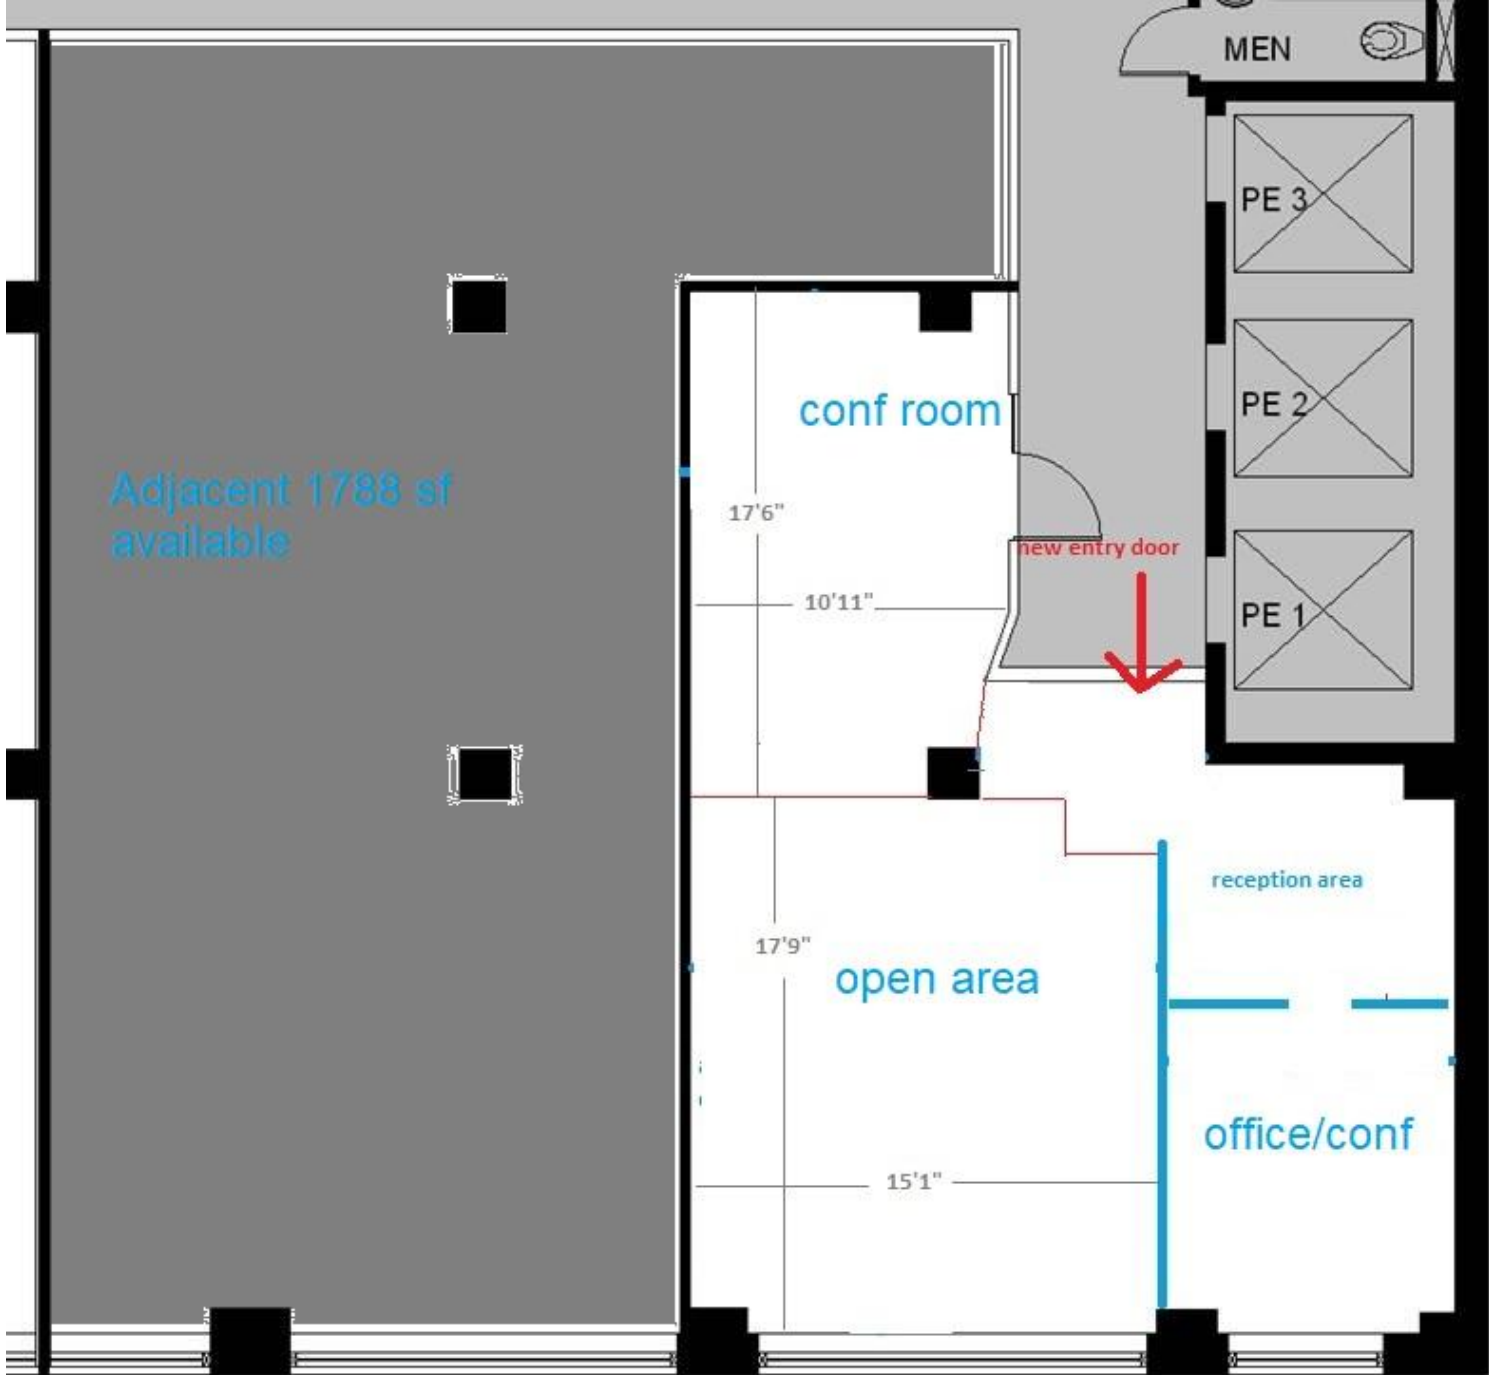 MEN
PE 3
PE 2
conf room
Adjacent 1788 sf
available
17'6"
new entry door
10'11"
PE 1
reception area
17'9"
open area
office/conf
15'1"